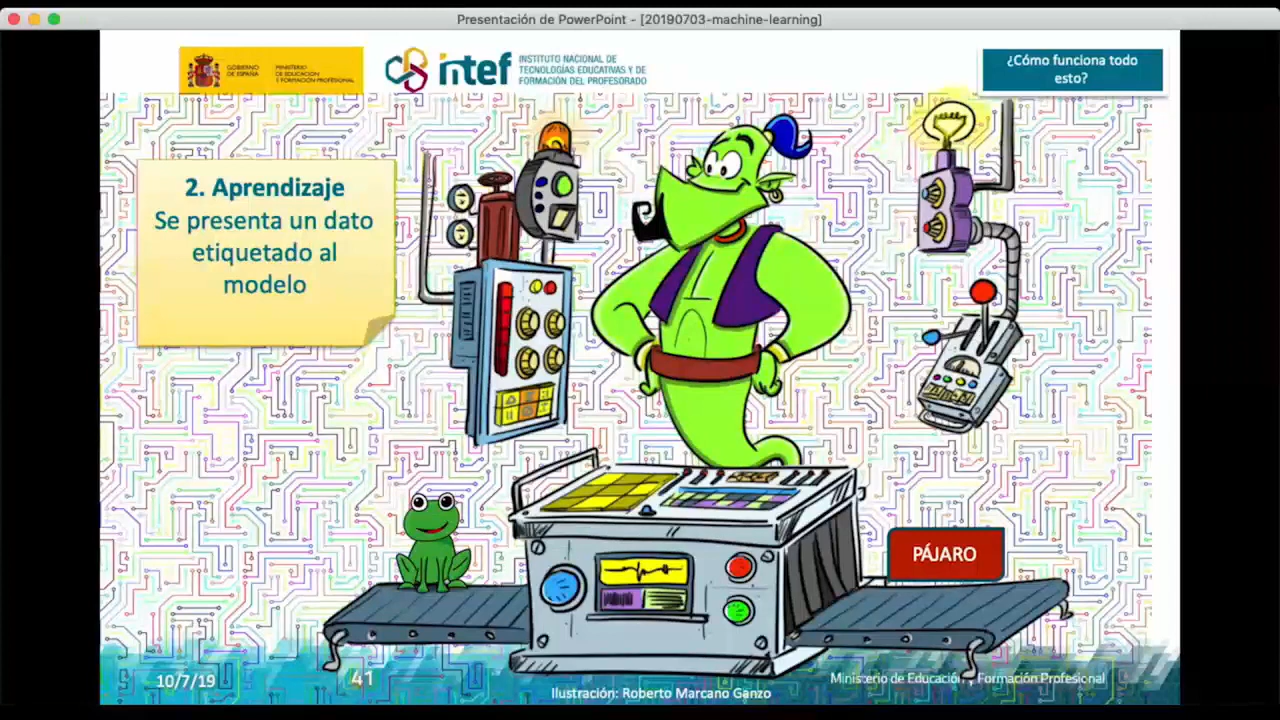 Presentación de PowerPoint - [20190703-machine-learning]
GOBIERNO
DE ESPAÑA
MINISTERIO
DE EDUCACIÓN
Y FORMACIÓN PROFESIONAL
intef
INSTITUTO NACIONAL DE
TECNOLOGÍAS EDUCATIVAS Y DE
FORMACIÓN DEL PROFESORADO
¿Cómo funciona todo
esto?
2. Aprendizaje
Se presenta un dato
etiquetado al
modelo
PÁJARO
10/7/19
41
Ministerio de Educación y Formación Profesional
Ilustración: Roberto Marcano Ganzo